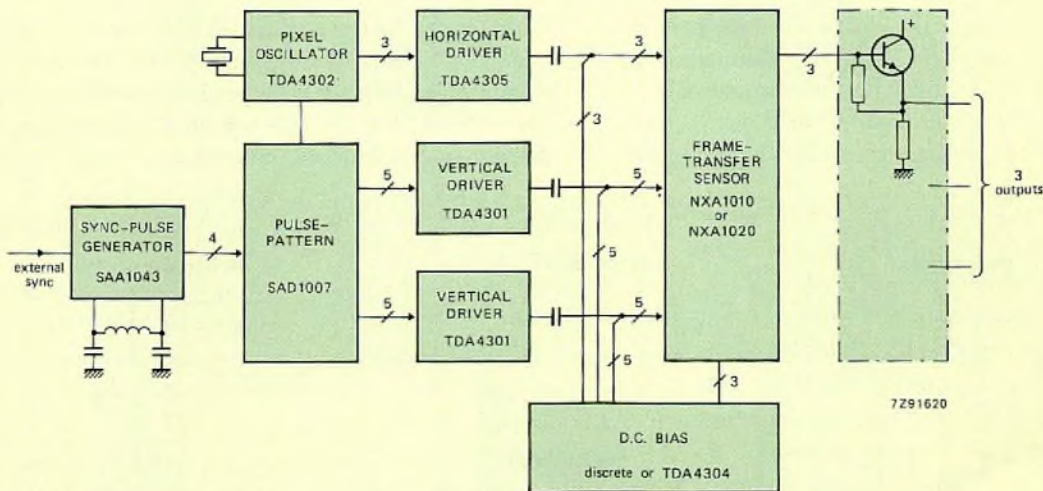 PIXEL
OSCILLATOR
TDA4302
3
HORIZONTAL
DRIVER
TDA4305
3
3
3
FRAME-
TRANSFER
SENSOR
NXA1010
or
NXA1020
+
3
outputs
external
sync
SYNC-PULSE
GENERATOR
SAA1043
4
PULSE-
PATTERN
SAD1007
5
VERTICAL
DRIVER
TDA4301
5
5
5
VERTICAL
DRIVER
TDA4301
5
5
3
D.C. BIAS
discrete or TDA4304
7Z91620